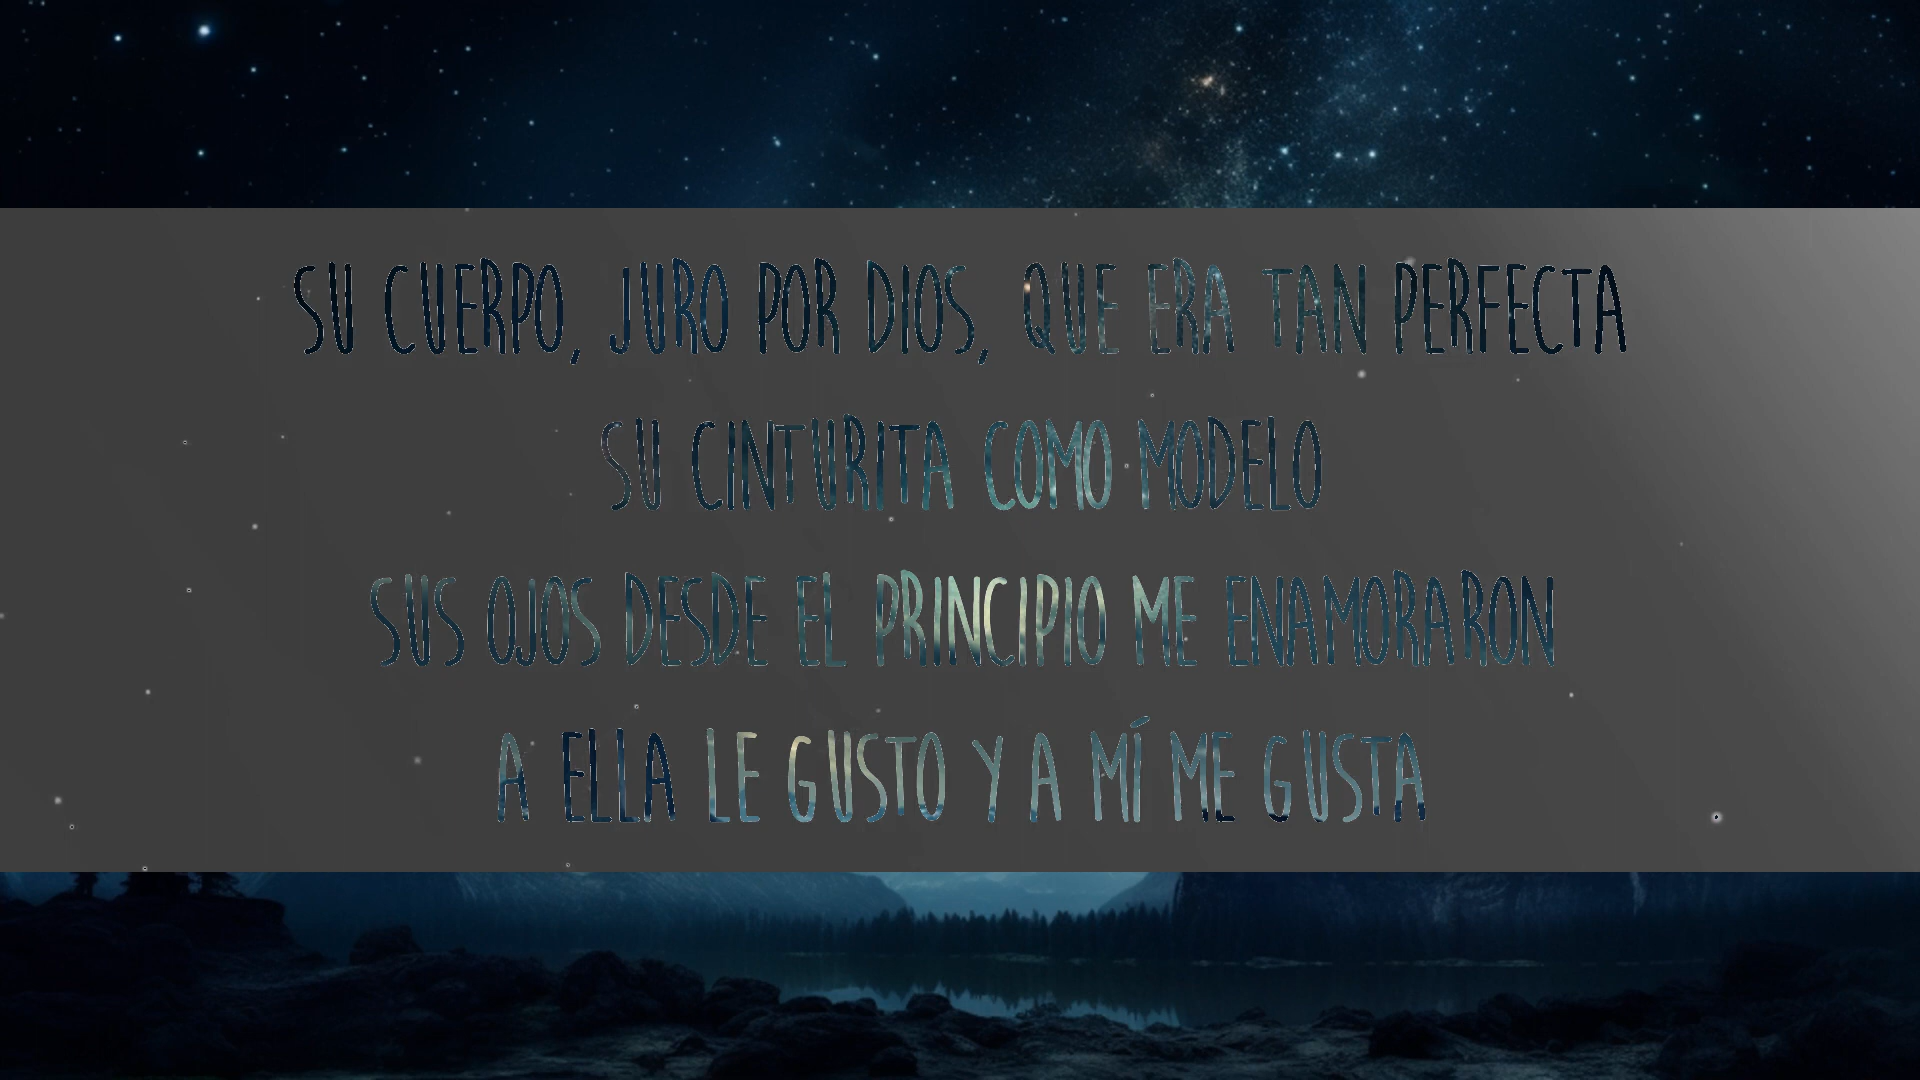 SU CUERPO, JURO POR DIOS, QUE ERA TAN PERFECTA
SU CINTURITA COMO MODELO
SUS OJOS DESDE EL PRINCIPIO ME ENAMORARON
A ELLA LE GUSTO Y A MÍ ME GUSTA